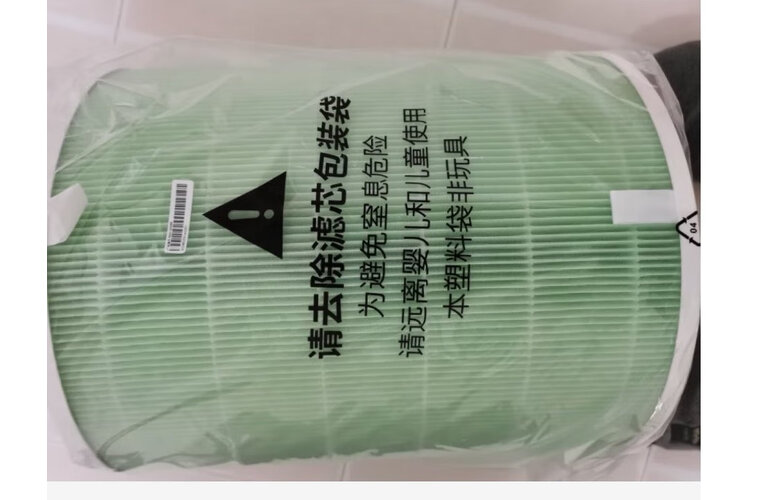 请去除滤芯包装袋
为避免窒息危险
请远离婴儿和儿童使用
本塑料袋非玩具
04